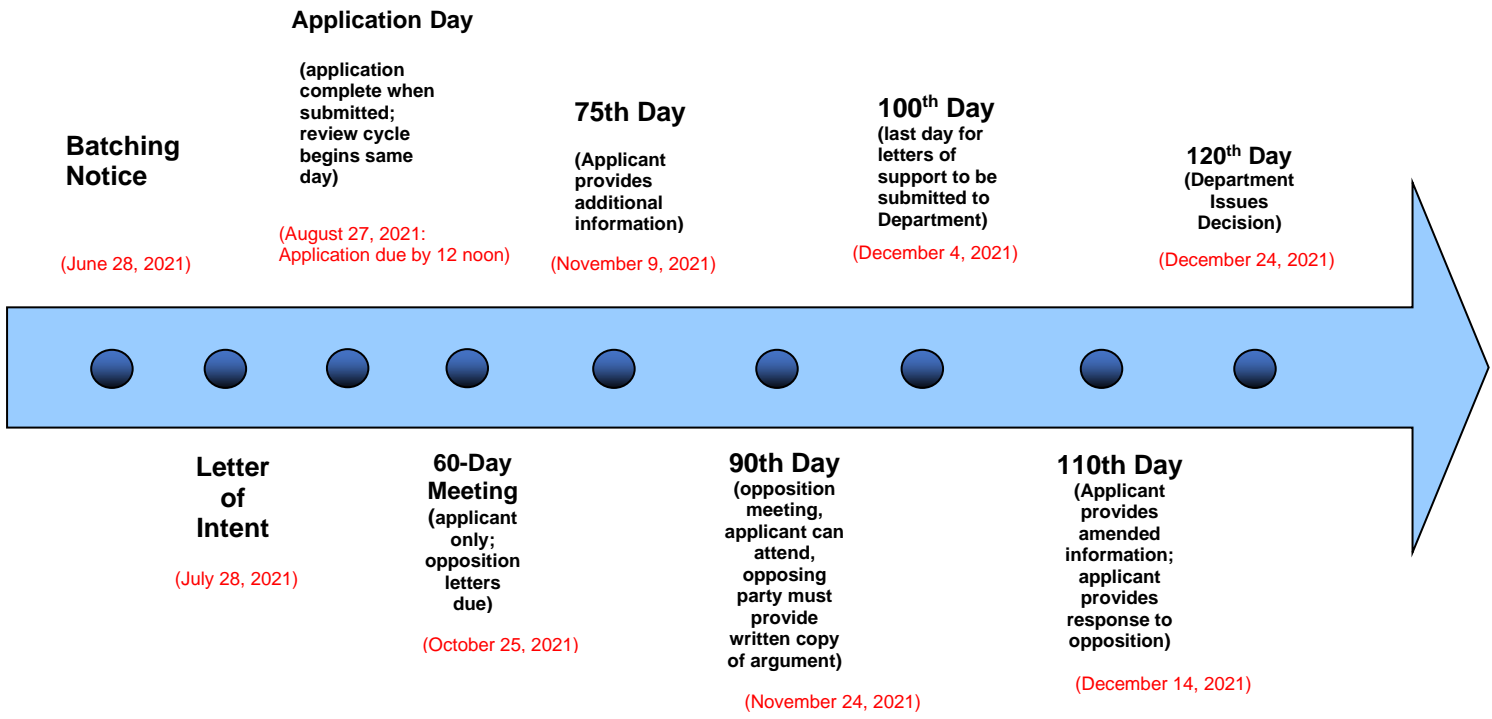 Application Day
(application
complete when
submitted;
review cycle
begins same
day)
(August 27, 2021:
Application due by 12 noon)
Batching
Notice
(June 28, 2021)
75th Day
(Applicant
provides
additional
information)
(November 9, 2021)
100th Day
(last day for
letters of
support to be
submitted to
Department)
(December 4, 2021)
120th Day
(Department
Issues
Decision)
(December 24, 2021)
Letter
of
Intent
(July 28, 2021)
60-Day
Meeting
(applicant
only;
opposition
letters
due)
(October 25, 2021)
90th Day
(opposition
meeting,
applicant can
attend,
opposing
party must
provide
written copy
of argument)
(November 24, 2021)
110th Day
(Applicant
provides
amended
information;
applicant
provides
response to
opposition)
(December 14, 2021)